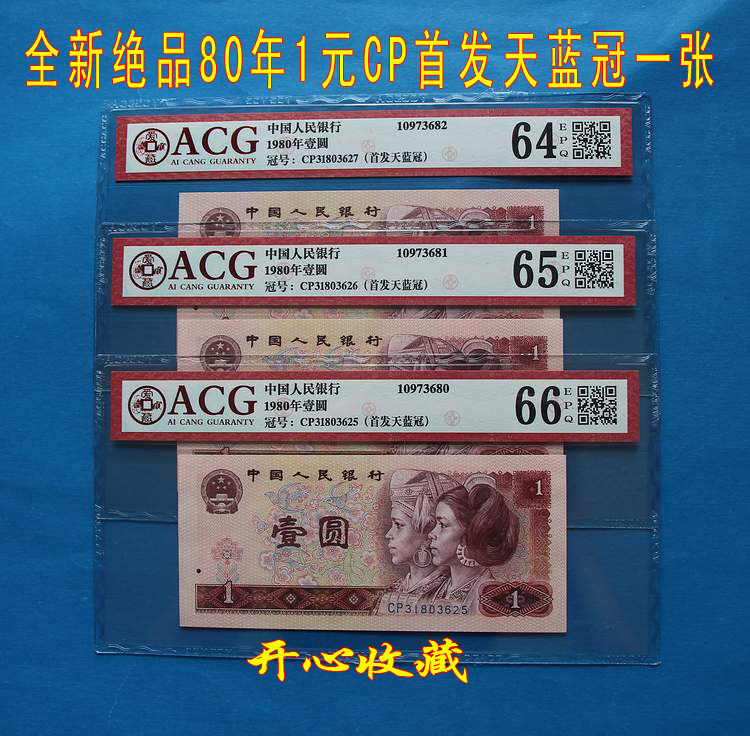 全新绝品80年1元CP首发天蓝冠一张
ACG
AI CANG GUARANTY
中国人民银行 10973682
1980年壹圆
冠号：CP31803627（首发天蓝冠）
64 EPQ
中国人民银行
1
ACG
AI CANG GUARANTY
中国人民银行 10973681
1980年壹圆
冠号：CP31803626（首发天蓝冠）
65 EPQ
中国人民银行
1
ACG
AI CANG GUARANTY
中国人民银行 10973680
1980年壹圆
冠号：CP31803625（首发天蓝冠）
66 EPQ
中国人民银行
1
壹圆
CP31803625
1
1
开心收藏